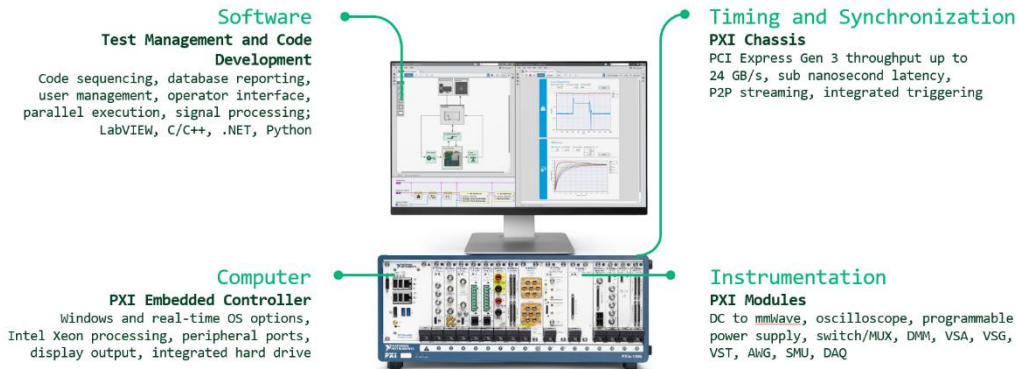 Software
Test Management and Code
Development
Code sequencing, database reporting,
user management, operator interface,
parallel execution, signal processing;
LabVIEW, C/C++, .NET, Python
Timing and Synchronization
PXI Chassis
PCI Express Gen 3 throughput up to
24 GB/s, sub nanosecond latency,
P2P streaming, integrated triggering
Computer
PXI Embedded Controller
Windows and real-time OS options,
Intel Xeon processing, peripheral ports,
display output, integrated hard drive
Instrumentation
PXI Modules
DC to mmWave, oscilloscope, programmable
power supply, switch/MUX, DMM, VSA, VSG,
VST, AWG, SMU, DAQ
PXI